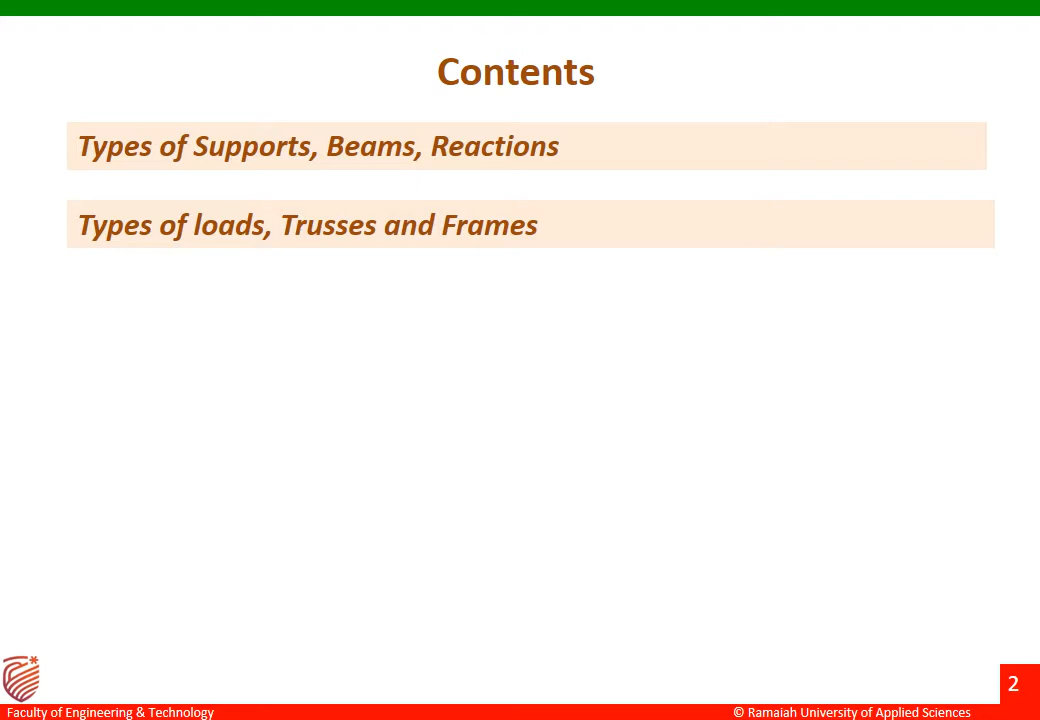 Contents
Types of Supports, Beams, Reactions
Types of loads, Trusses and Frames
2
Faculty of Engineering & Technology
© Ramaiah University of Applied Sciences